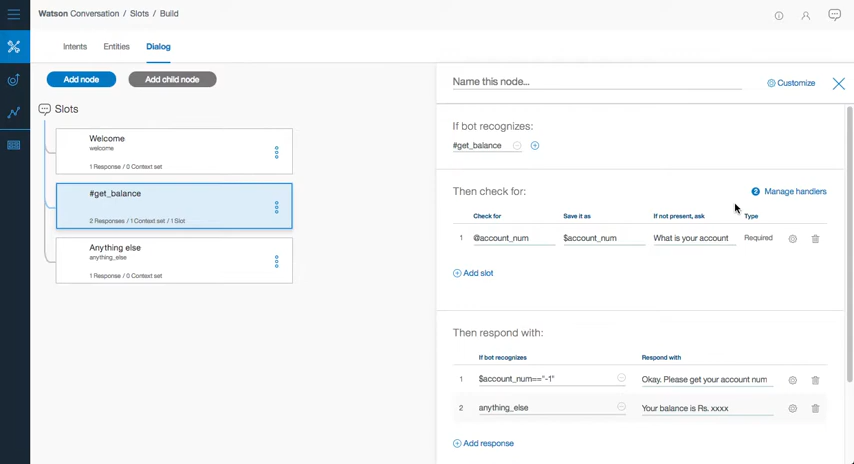 Watson Conversation / Slots / Build
Intents Entities Dialog
Add node Add child node
Slots
Welcome
welcome
1 Response / 0 Context set
#get_balance
2 Responses / 1 Context set / 1 Slot
Anything else
anything_else
1 Response / 0 Context set
Name this node...
Customize
If bot recognizes:
#get_balance
Then check for:
2 Manage handlers
Check for Save it as If not present, ask Type
1 @account_num $account_num What is your account Required
Add slot
Then respond with:
If bot recognizes Respond with
1 $account_num=="-1" Okay. Please get your account num
2 anything_else Your balance is Rs. xxxx
Add response